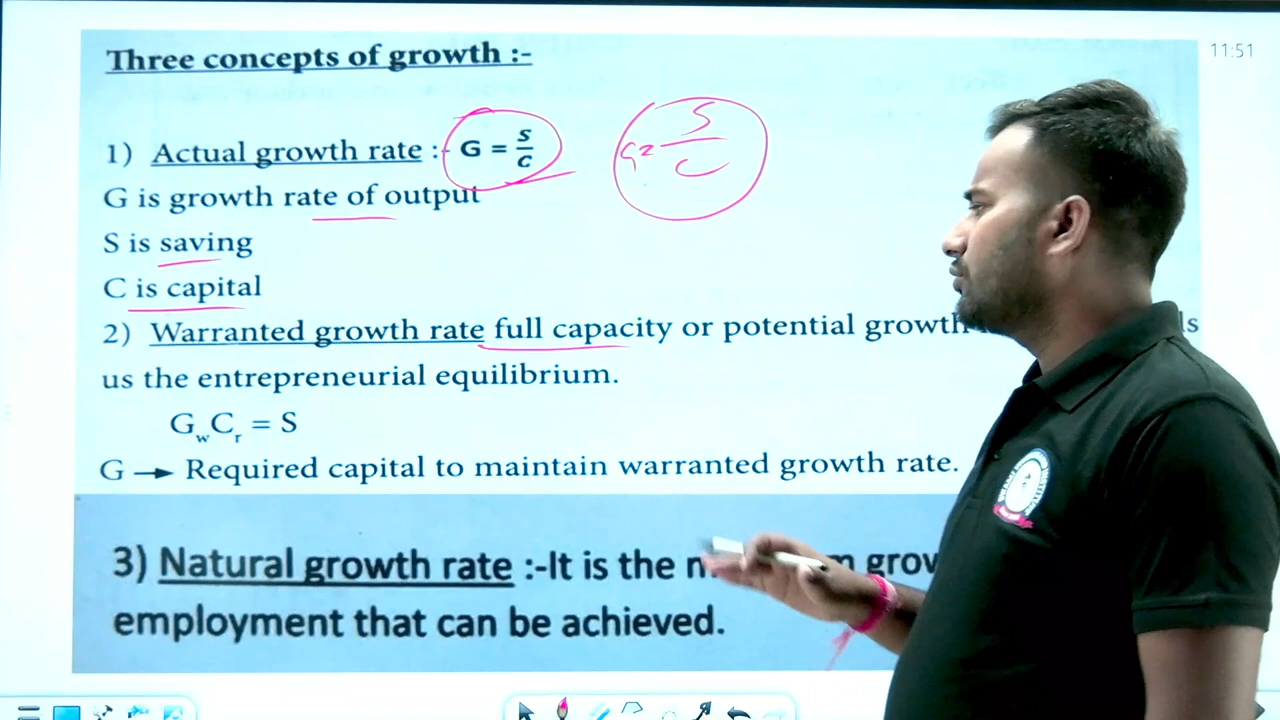 Three concepts of growth :-
11:51
1) Actual growth rate :- G = s/c
G = S/C
G is growth rate of output
S is saving
C is capital
2) Warranted growth rate full capacity or potential growth
us the entrepreneurial equilibrium.
GwCr = S
G → Required capital to maintain warranted growth rate.
3) Natural growth rate :-It is the
employment that can be achieved.